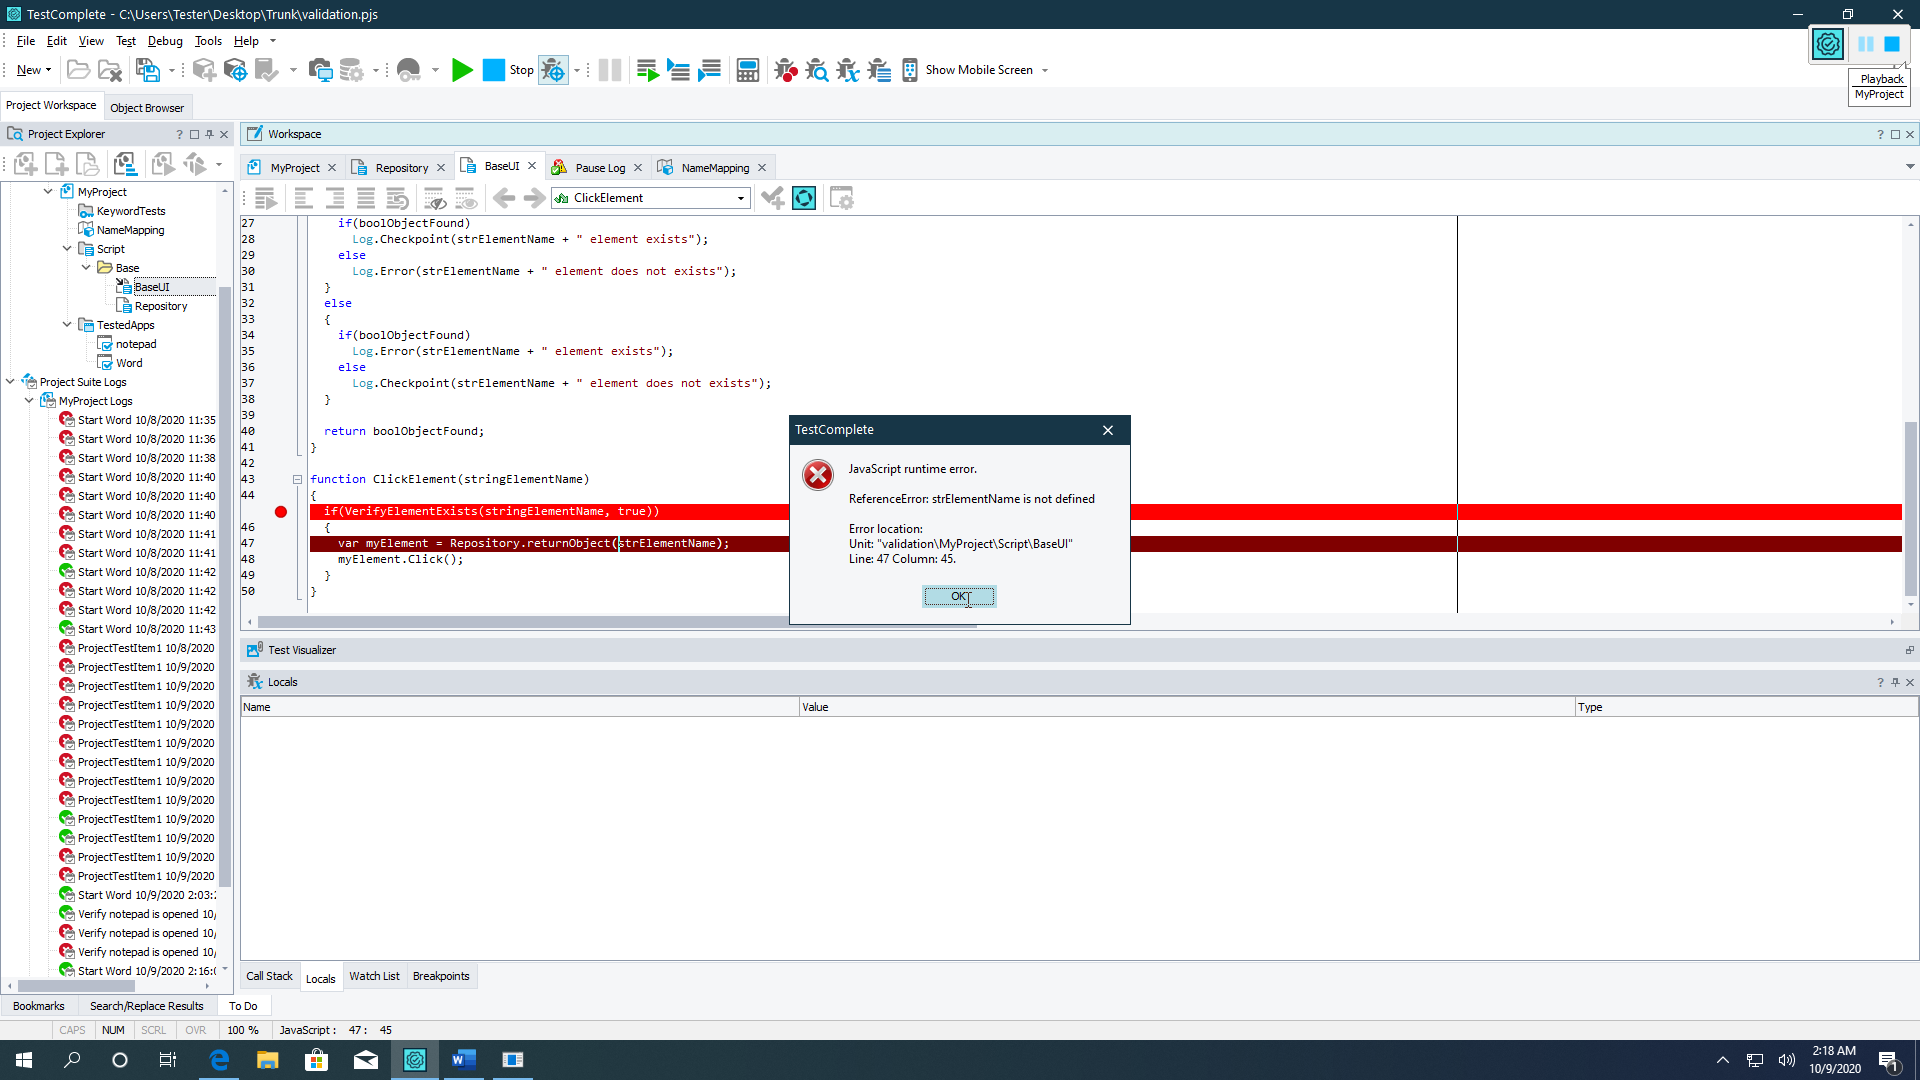 TestComplete - C:\Users\Tester\Desktop\Trunk\validation.pjs
File Edit View Test Debug Tools Help
New Stop Show Mobile Screen
Playback
MyProject
Project Workspace Object Browser
Project Explorer ?
Workspace ?
MyProject Repository BaseUI Pause Log NameMapping
ClickElement
MyProject
KeywordTests
NameMapping
Script
Base
BaseUI
Repository
TestedApps
notepad
Word
Project Suite Logs
MyProject Logs
Start Word 10/8/2020 11:35
Start Word 10/8/2020 11:36
Start Word 10/8/2020 11:38
Start Word 10/8/2020 11:40
Start Word 10/8/2020 11:40
Start Word 10/8/2020 11:40
Start Word 10/8/2020 11:41
Start Word 10/8/2020 11:41
Start Word 10/8/2020 11:42
Start Word 10/8/2020 11:42
Start Word 10/8/2020 11:42
Start Word 10/8/2020 11:43
ProjectTestItem1 10/8/2020
ProjectTestItem1 10/9/2020
ProjectTestItem1 10/9/2020
ProjectTestItem1 10/9/2020
ProjectTestItem1 10/9/2020
ProjectTestItem1 10/9/2020
ProjectTestItem1 10/9/2020
ProjectTestItem1 10/9/2020
ProjectTestItem1 10/9/2020
ProjectTestItem1 10/9/2020
ProjectTestItem1 10/9/2020
ProjectTestItem1 10/9/2020
ProjectTestItem1 10/9/2020
Start Word 10/9/2020 2:03:
Verify notepad is opened 10/
Verify notepad is opened 10/
Verify notepad is opened 10/
Start Word 10/9/2020 2:16:
27 if(boolObjectFound)
28 Log.Checkpoint(strElementName + " element exists");
29 else
30 Log.Error(strElementName + " element does not exists");
31 }
32 else
33 {
34 if(boolObjectFound)
35 Log.Error(strElementName + " element exists");
36 else
37 Log.Checkpoint(strElementName + " element does not exists");
38 }
39
40 return boolObjectFound;
41 }
42
43 function ClickElement(stringElementName)
44 {
if(VerifyElementExists(stringElementName, true))
46 {
47 var myElement = Repository.returnObject(strElementName);
48 myElement.Click();
49 }
50 }
TestComplete
JavaScript runtime error.
ReferenceError: strElementName is not defined
Error location:
Unit: "validation\MyProject\Script\BaseUI"
Line: 47 Column: 45.
OK
Test Visualizer
Locals ?
Name Value Type
Call Stack Locals Watch List Breakpoints
Bookmarks Search/Replace Results To Do
CAPS NUM SCRL OVR 100 % JavaScript : 47 : 45
2:18 AM
10/9/2020
1